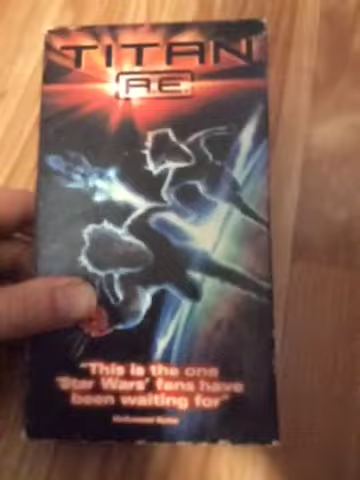 TITAN
A.E.
"This is the one
'Star Wars' fans have
been waiting for"